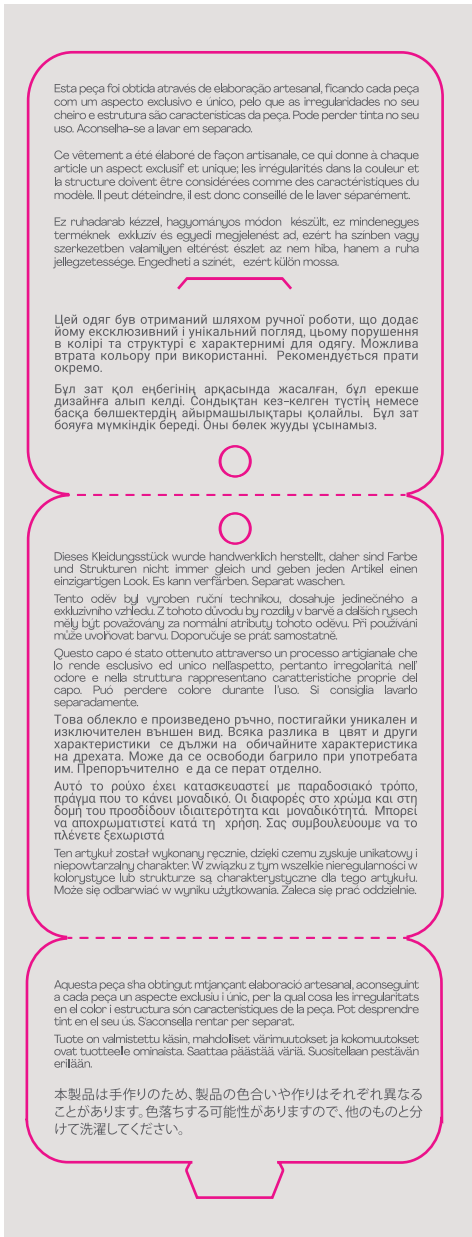 Esta peça foi obtida através de elaboração artesanal, ficando cada peça
com um aspecto exclusivo e único, pelo que as irregularidades no seu
cheiro e estrutura são caracteristicas da peça. Pode perder tinta no seu
uso. Aconselha-se a lavar em separado.
Ce vêtement a été élaboré de façon artisanale, ce qui donne à chaque
article un aspect exclusif et unique; les irrégularités dans la couleur et
la structure doivent être considérées comme des caractéristiques du
modèle. Il peut déteindre, il est donc conseillé de le laver séparément.
Ez ruhadarab kézzel, hagyományos módon készült, ez mindenegyes
terméknek exkluzív és egyedi megjelenést ad, ezért ha szinben vagy
szerkezetben valamilyen eltérést észlet az nem hiba, hanem a ruha
jellegzetessége. Engedheti a szinét, ezért külön mossa.
Цей одяг був отриманий шляхом ручної роботи, що додає
йому ексклюзивний і унікальний погляд, цьому порушення
в колірі та структурі є характернимі для одягу. Можлива
втрата кольору при використанні. Рекомендується прати
окремо.
Бұл зат қол еңбегінің арқасында жасалған, бұл ерекше
дизайнға алып келді. Сондықтан кез-келген түстің немесе
басқа бөлшектердің айырмашылықтары қолайлы. Бұл зат
бояуға мүмкіндік береді. Оны бөлек жууды ұсынамыз.
Dieses Kleidungsstück wurde handwerklich herstellt, daher sind Farbe
und Strukturen nicht immer gleich und geben jeden Artikel einen
einzigartigen Look. Es kann verfärben. Separat waschen.
Tento oděv byl vyroben ruční technikou, dosahuje jedinečného a
exkluzivního vzhledu. Z tohoto důvodu by rozdíly v barvě a dalších rysech
měly být považovány za normální atributy tohoto oděvu. Při používání
může uvolňovat barvu. Doporučuje se prát samostatně.
Questo capo é stato ottenuto attraverso un processo artigianale che
lo rende esclusivo ed unico nell'aspetto, pertanto irregolaritá nell'
odore e nella struttura rappresentano caratteristiche proprie del
capo. Puó perdere colore durante l'uso. Si consiglia lavarlo
separadamente.
Това облекло е произведено ръчно, постигайки уникален и
изключителен външен вид. Всяка разлика в цвят и други
характеристики се дължи на обичайните характеристика
на дрехата. Може да се освободи багрило при употребата
им. Препоръчително е да се перат отделно.
Αυτό το ρούχο έχει κατασκευαστεί με παραδοσιακό τρόπο,
πράγμα που το κάνει μοναδικό. Οι διαφορές στο χρώμα και στη
δομή του προσδίδουν ιδιαιτερότητα και μοναδικότητά. Μπορεί
να αποχρωματιστεί κατά τη χρήση. Σας συμβουλεύουμε να το
πλένετε ξεχωριστά
Ten artykuł został wykonany ręcznie, dzięki czemu zyskuje unikatowy i
niepowtarzalny charakter. W związku z tym wszelkie nieregularności w
kolorystyce lub strukturze są charakterystyczne dla tego artykułu.
Może się odbarwiać w wyniku użytkowania. Zaleca się prać oddzielnie.
Aquesta peça s'ha obtingut mtjançant elaboració artesanal, aconseguint
a cada peça un aspecte exclusiu i únic, per la qual cosa les irregularitats
en el color i estructura són característiques de la peça. Pot desprendre
tint en el seu ús. S'aconsella rentar per separat.
Tuote on valmistettu käsin, mahdolliset värimuutokset ja kokomuutokset
ovat tuotteelle ominaista. Saattaa päästää väriä. Suositellaan pestävän
erillään.
本製品は手作りのため、製品の色合いや作りはそれぞれ異なる
ことがあります。色落ちする可能性がありますので、他のものと分
けて洗濯してください。